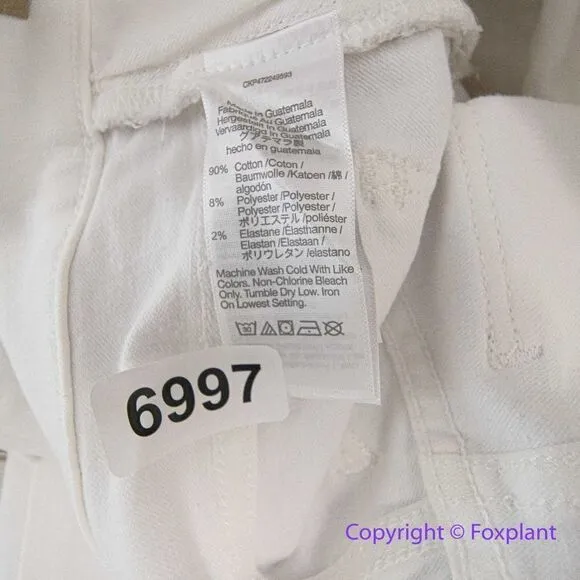 CKP472249593
Made in Guatemala
Fabriqué Au Guatemala
Hergestellt In Guatemala
Vervaardigd in Guatemala
グアテマラ製
hecho en guatemala
90% Cotton /Coton /
Baumwolle /Katoen /綿 /
algodón
8% Polyester /Polyester /
Polyester /Polyester /
ポリエステル /poliéster
2% Elastane /Élasthanne /
Elastan /Elastaan /
ポリウレタン /elastano
Machine Wash Cold With Like
Colors. Non-Chlorine Bleach
Only. Tumble Dry Low. Iron
On Lowest Setting.
6997
Copyright © Foxplant